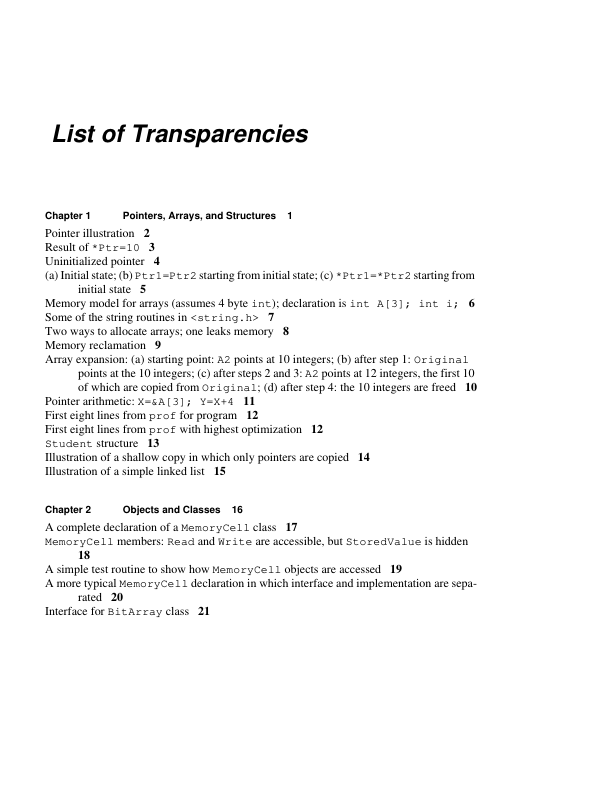 List of Transparencies
Chapter 1 Pointers, Arrays, and Structures 1
Pointer illustration 2
Result of *Ptr=10 3
Uninitialized pointer 4
(a) Initial state; (b) Ptr1=Ptr2 starting from initial state; (c) *Ptr1=*Ptr2 starting from
initial state 5
Memory model for arrays (assumes 4 byte int); declaration is int A[3]; int i; 6
Some of the string routines in <string.h> 7
Two ways to allocate arrays; one leaks memory 8
Memory reclamation 9
Array expansion: (a) starting point: A2 points at 10 integers; (b) after step 1: Original
points at the 10 integers; (c) after steps 2 and 3: A2 points at 12 integers, the first 10
of which are copied from Original; (d) after step 4: the 10 integers are freed 10
Pointer arithmetic: X=&A[3]; Y=X+4 11
First eight lines from prof for program 12
First eight lines from prof with highest optimization 12
Student structure 13
Illustration of a shallow copy in which only pointers are copied 14
Illustration of a simple linked list 15
Chapter 2 Objects and Classes 16
A complete declaration of a MemoryCell class 17
MemoryCell members: Read and Write are accessible, but StoredValue is hidden
18
A simple test routine to show how MemoryCell objects are accessed 19
A more typical MemoryCell declaration in which interface and implementation are sepa-
rated 20
Interface for BitArray class 21